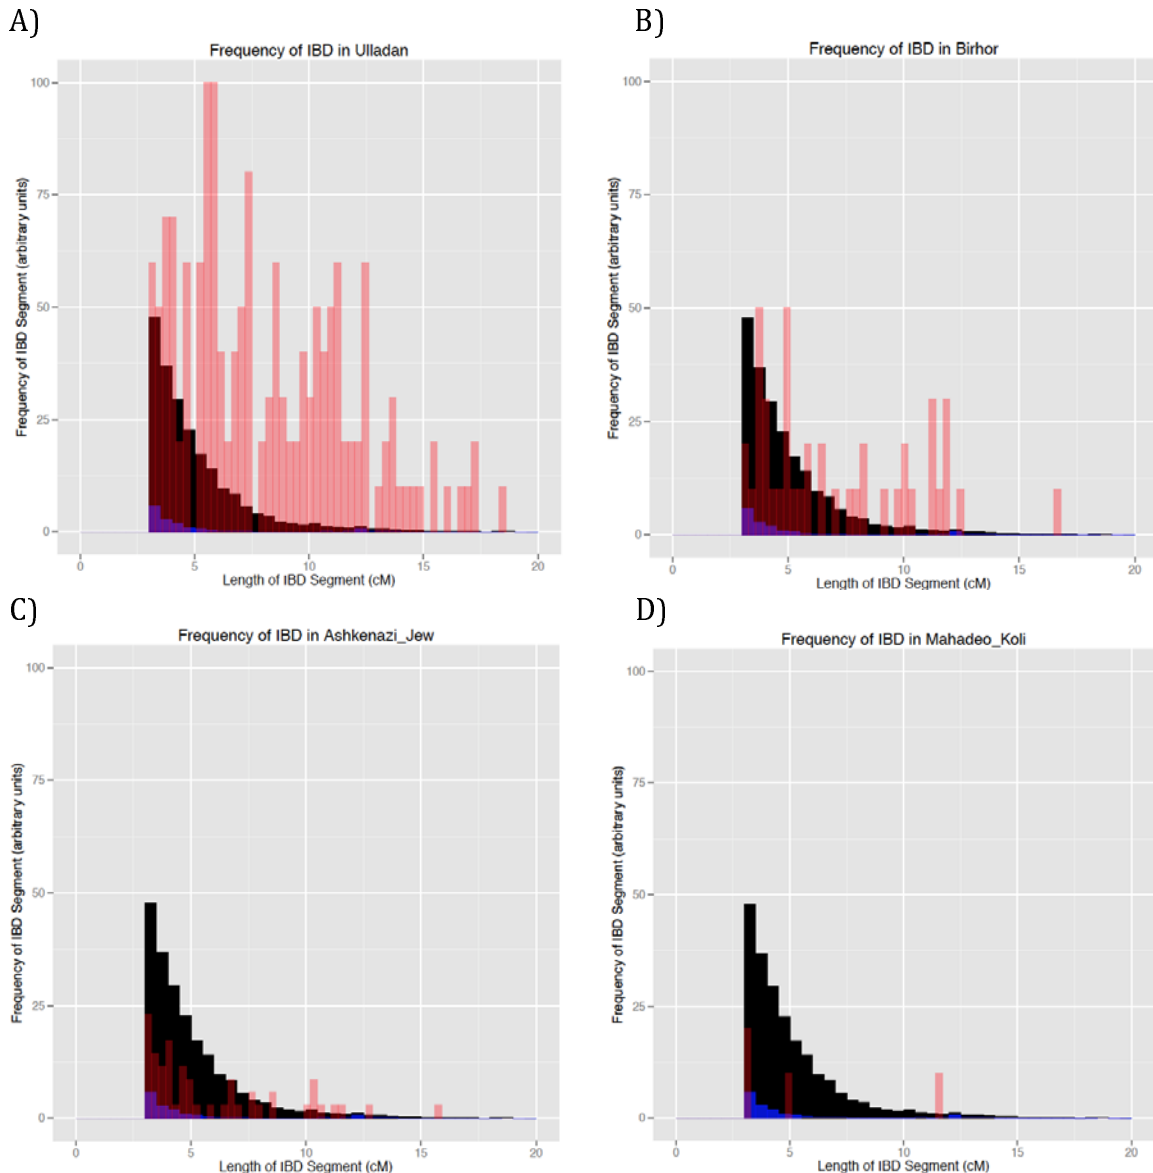 A)
Frequency of IBD in Ulladan
Frequency of IBD Segment (arbitrary units)
100
75
50
25
0
0 5 10 15 20
Length of IBD Segment (cM)
B)
Frequency of IBD in Birhor
Frequency of IBD Segment (arbitrary units)
100
75
50
25
0
0 5 10 15 20
Length of IBD Segment (cM)
C)
Frequency of IBD in Ashkenazi_Jew
Frequency of IBD Segment (arbitrary units)
100
75
50
25
0
0 5 10 15 20
Length of IBD Segment (cM)
D)
Frequency of IBD in Mahadeo_Koli
Frequency of IBD Segment (arbitrary units)
100
75
50
25
0
0 5 10 15 20
Length of IBD Segment (cM)